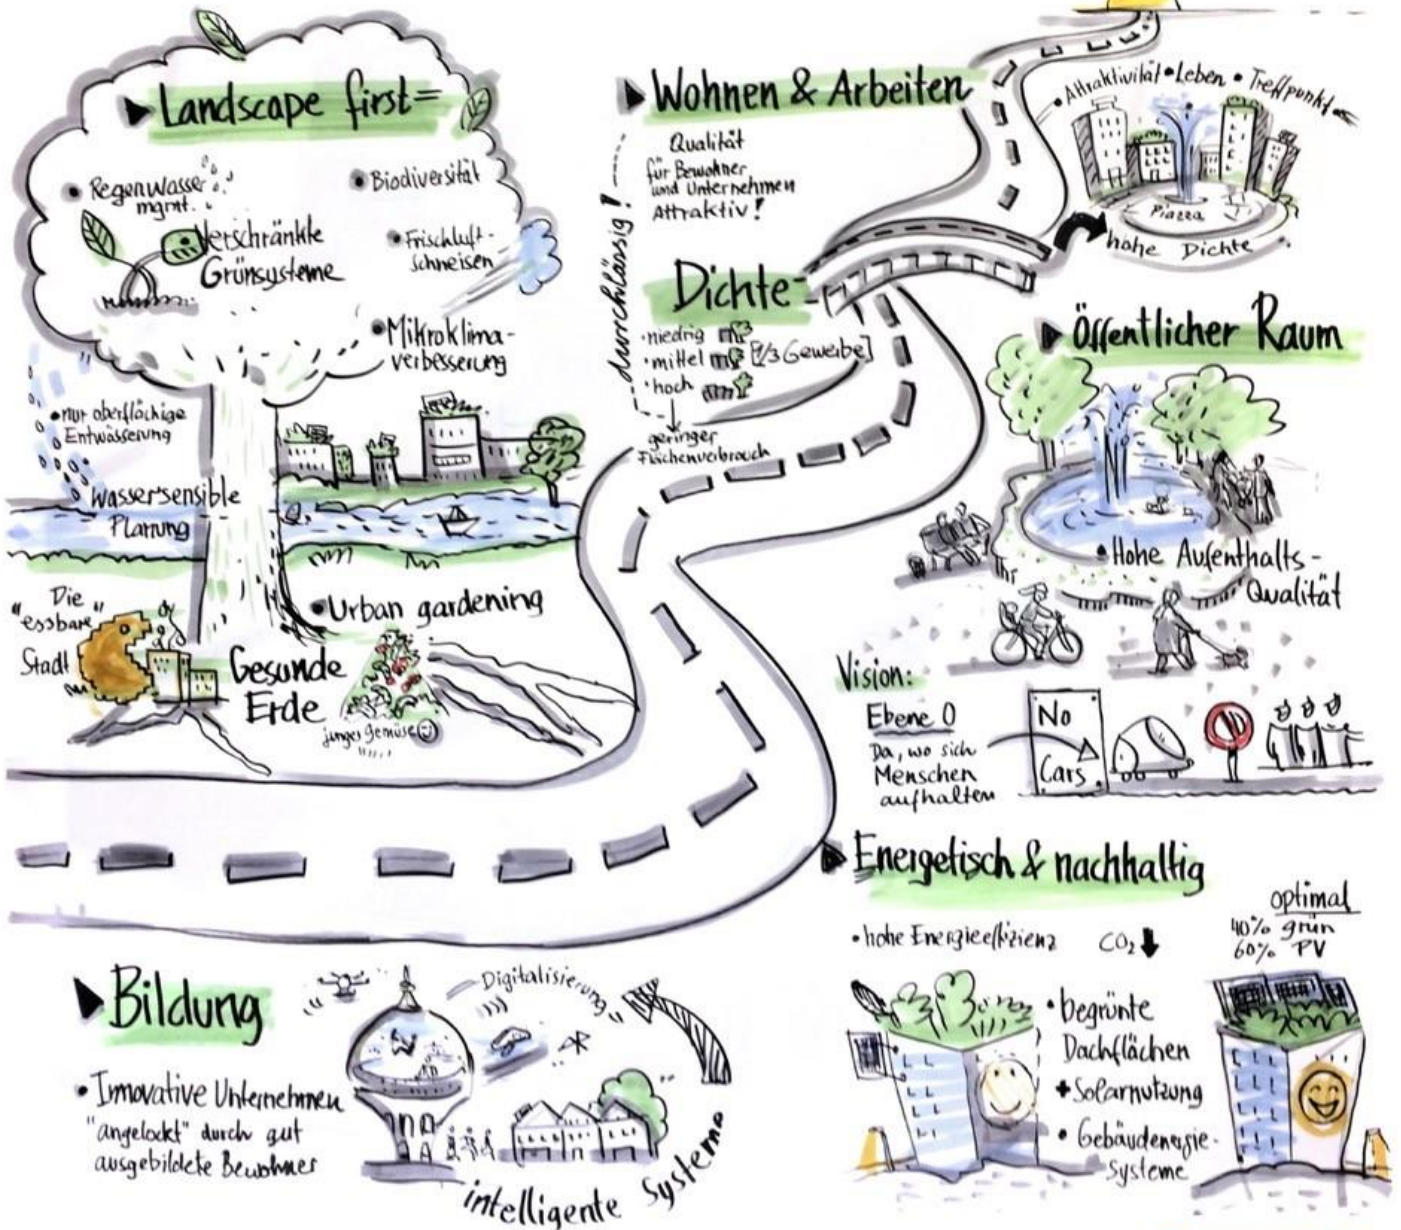 Landscape first =
• Regenwasser
mgmt.
• Biodiversität
Verschränkte
Grünsysteme
• Frischluft-
schneisen
• Mikroklima-
verbesserung
• nur oberflächige
Entwässerung
Wassersensible
Planung
Die
"essbare"
Stadt
• Urban gardening
Gesunde
Erde
junges Gemüse
Wohnen & Arbeiten
Qualität
für Bewohner
und Unternehmen
Attraktiv!
durchlässig!
Dichte
• niedrig
• mittel [1/3 Gewerbe]
• hoch
geringer
Flächenverbrauch
• Attraktivität • Leben • Treffpunkt
Piazza
hohe Dichte
Öffentlicher Raum
• Hohe Aufenthalts-
Qualität
Vision:
Ebene 0
Da, wo sich
Menschen
aufhalten
No
Cars
Energetisch & nachhaltig
• hohe Energieeffizienz CO₂
optimal
40% grün
60% PV
• begrünte
Dachflächen
+ Solarnutzung
• Gebäudeenergie-
systeme
Bildung
• Innovative Unternehmen
"angelockt" durch gut
ausgebildete Bewohner
Digitalisierung
intelligente Systeme